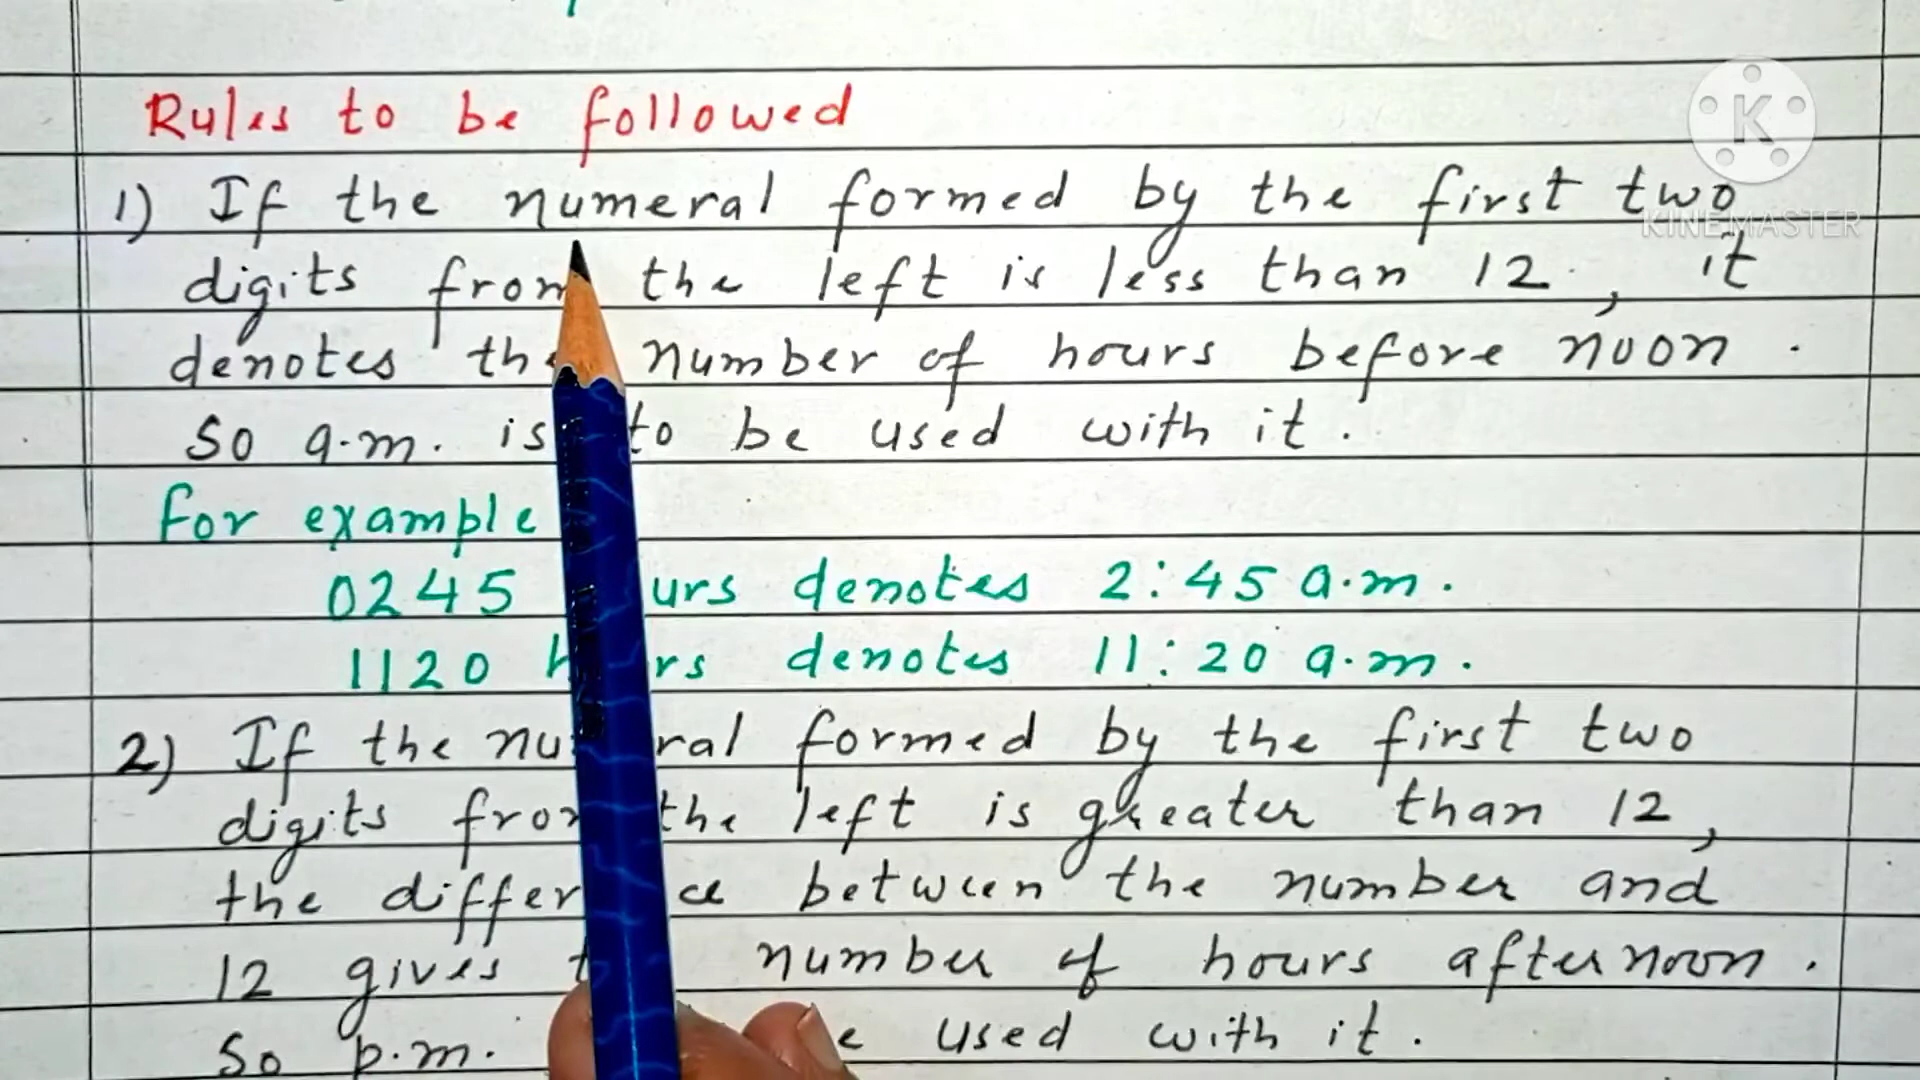 Rules to be followed
K
KINEMASTER
1) If the numeral formed by the first two
digits from the left is less than 12, it
denotes the number of hours before noon.
So a.m. is to be used with it.
for example
0245 urs denotes 2:45 a.m.
1120 h rs denotes 11:20 a.m.
2) If the nu ral formed by the first two
digits from the left is greater than 12,
the differ ce between the number and
12 gives t number of hours afternoon.
So p.m. e used with it.